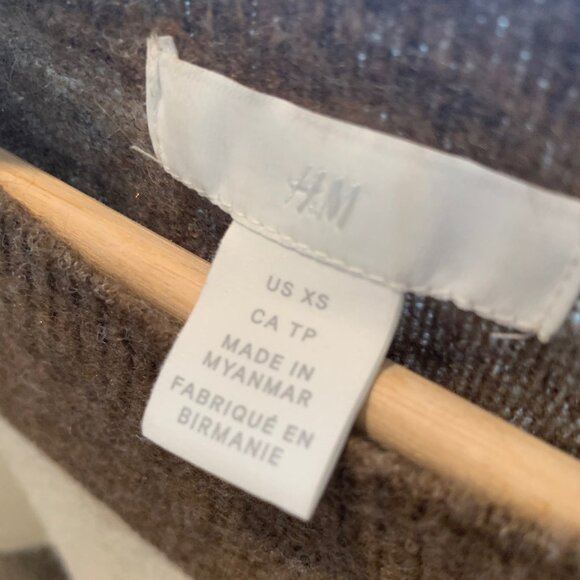 H&M
US XS
CA TP
MADE IN
MYANMAR
FABRIQUÉ EN
BIRMANIE